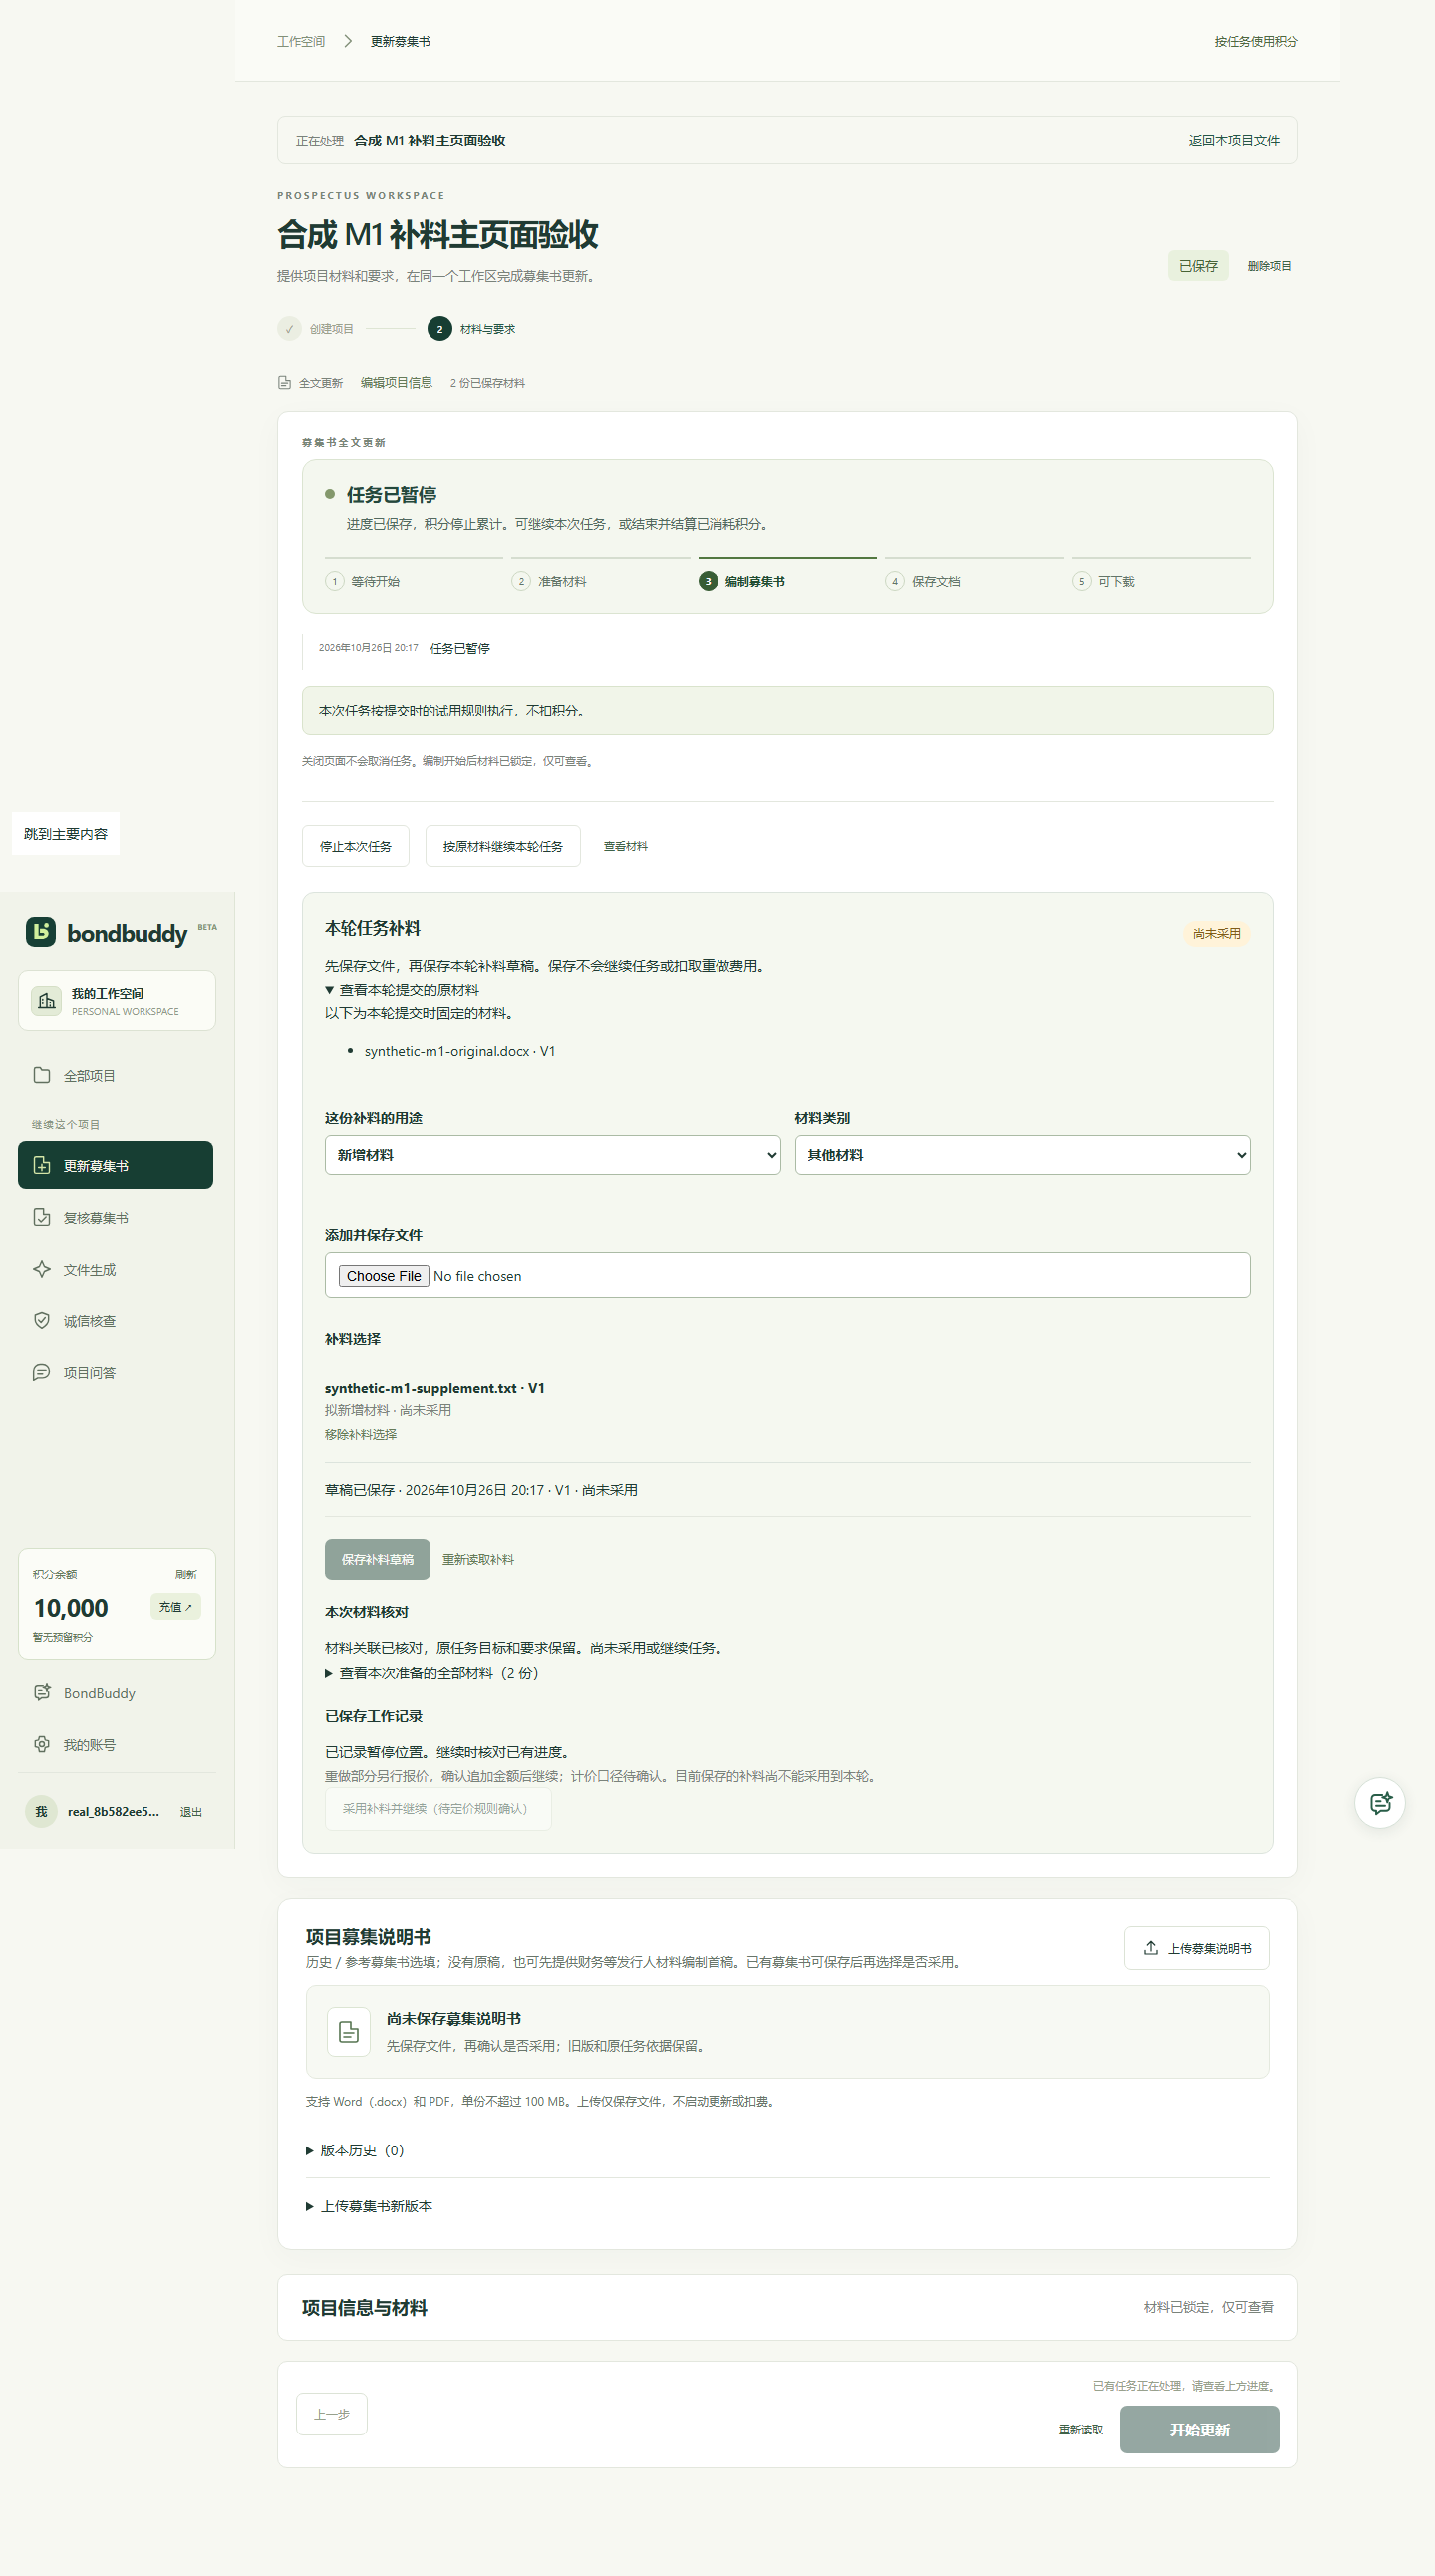 工作空间
更新募集书
按任务使用积分
正在处理 合成 M1 补料主页面验收
返回本项目文件
PROSPECTUS WORKSPACE
合成 M1 补料主页面验收
提供项目材料和要求，在同一个工作区完成募集书更新。
已保存
删除项目
✓ 创建项目
2 材料与要求
全文更新
编辑项目信息
2 份已保存材料
募集书全文更新
任务已暂停
进度已保存，积分停止累计。可继续本次任务，或结束并结算已消耗积分。
1 等待开始
2 准备材料
3 编制募集书
4 保存文档
5 可下载
2026年10月26日 20:17 任务已暂停
本次任务按提交时的试用规则执行，不扣积分。
关闭页面不会取消任务。编制开始后材料已锁定，仅可查看。
停止本次任务
按原材料继续本轮任务
查看材料
跳到主要内容
bondbuddy BETA
我的工作空间
PERSONAL WORKSPACE
全部项目
继续这个项目
更新募集书
复核募集书
文件生成
诚信核查
项目问答
积分余额
刷新
10,000
充值 ↗
暂无预留积分
BondBuddy
我的账号
我 real_8b582ee5... 退出
本轮任务补料
尚未采用
先保存文件，再保存本轮补料草稿。保存不会继续任务或扣取重做费用。
▼ 查看本轮提交的原材料
以下为本轮提交时固定的材料。
• synthetic-m1-original.docx · V1
这份补料的用途
材料类别
新增材料
其他材料
添加并保存文件
Choose File No file chosen
补料选择
synthetic-m1-supplement.txt · V1
拟新增材料 · 尚未采用
移除补料选择
草稿已保存 · 2026年10月26日 20:17 · V1 · 尚未采用
保存补料草稿
重新读取补料
本次材料核对
材料关联已核对，原任务目标和要求保留。尚未采用或继续任务。
▶ 查看本次准备的全部材料（2 份）
已保存工作记录
已记录暂停位置。继续时核对已有进度。
重做部分另行报价，确认追加金额后继续；计价口径待确认。目前保存的补料尚不能采用到本轮。
采用补料并继续（待定价规则确认）
项目募集说明书
历史 / 参考募集书选填；没有原稿，也可先提供财务等发行人材料编制首稿。已有募集书可保存后再选择是否采用。
上传募集说明书
尚未保存募集说明书
先保存文件，再确认是否采用；旧版和原任务依据保留。
支持 Word（.docx）和 PDF，单份不超过 100 MB。上传仅保存文件，不启动更新或扣费。
▶ 版本历史（0）
▶ 上传募集书新版本
项目信息与材料
材料已锁定，仅可查看
已有任务正在处理，请查看上方进度。
上一步
重新读取
开始更新